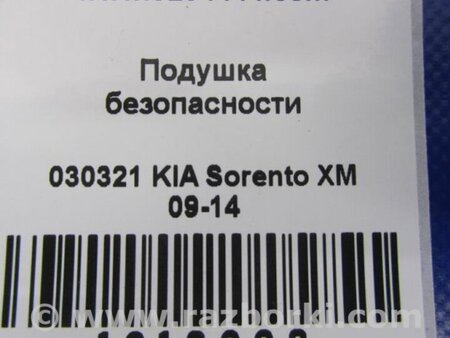 Подушка
безопасности
030321 KIA Sorento XM
09-14
© www.razborki.com